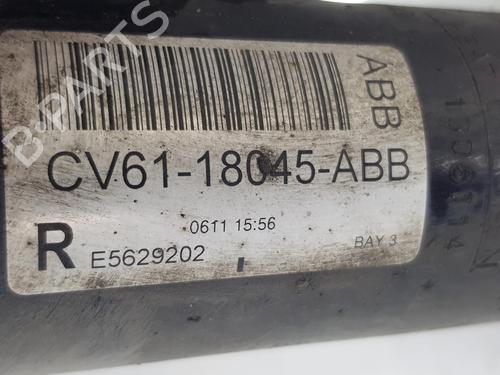 B-PARTS
ABB
CV61-18045-ABB
0611 15:56
R
E5629202
BAY 3